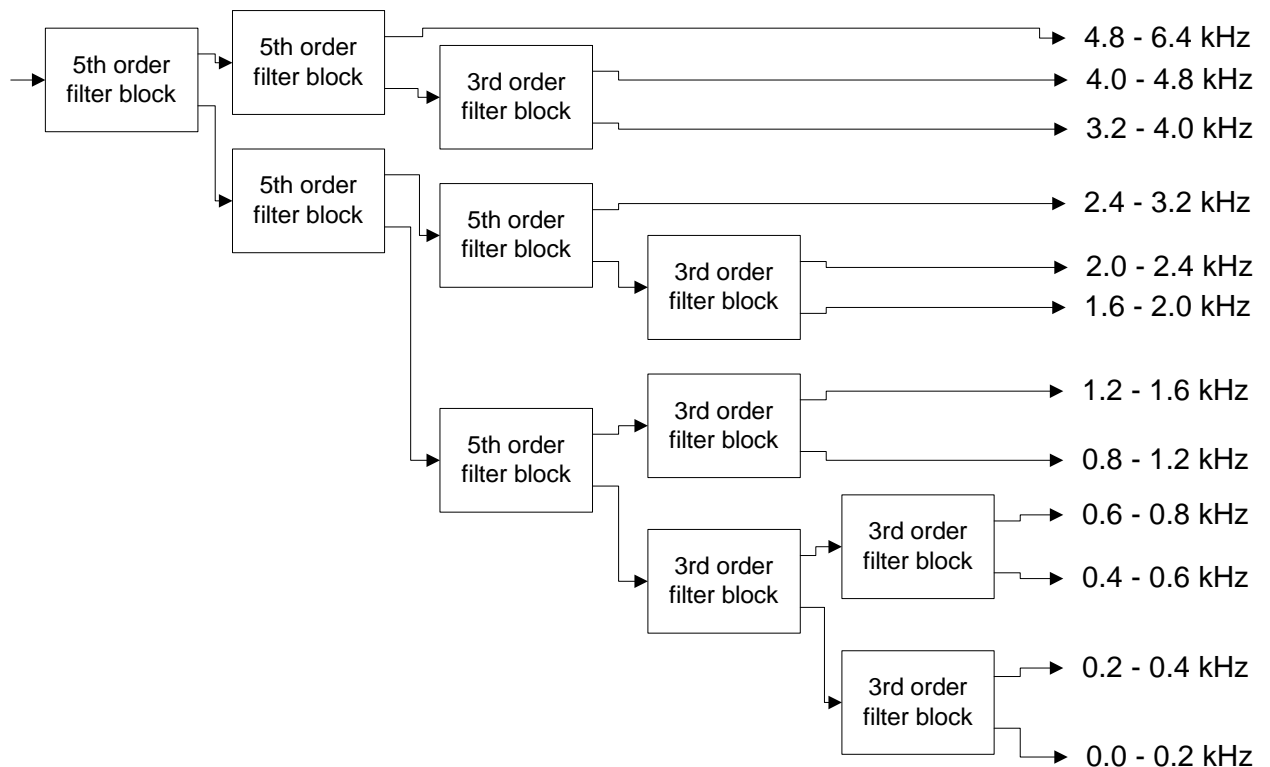 5th order
filter block
5th order
filter block
4.8 - 6.4 kHz
3rd order
filter block
4.0 - 4.8 kHz
3.2 - 4.0 kHz
5th order
filter block
5th order
filter block
2.4 - 3.2 kHz
3rd order
filter block
2.0 - 2.4 kHz
1.6 - 2.0 kHz
5th order
filter block
3rd order
filter block
1.2 - 1.6 kHz
0.8 - 1.2 kHz
3rd order
filter block
3rd order
filter block
0.6 - 0.8 kHz
0.4 - 0.6 kHz
3rd order
filter block
0.2 - 0.4 kHz
0.0 - 0.2 kHz